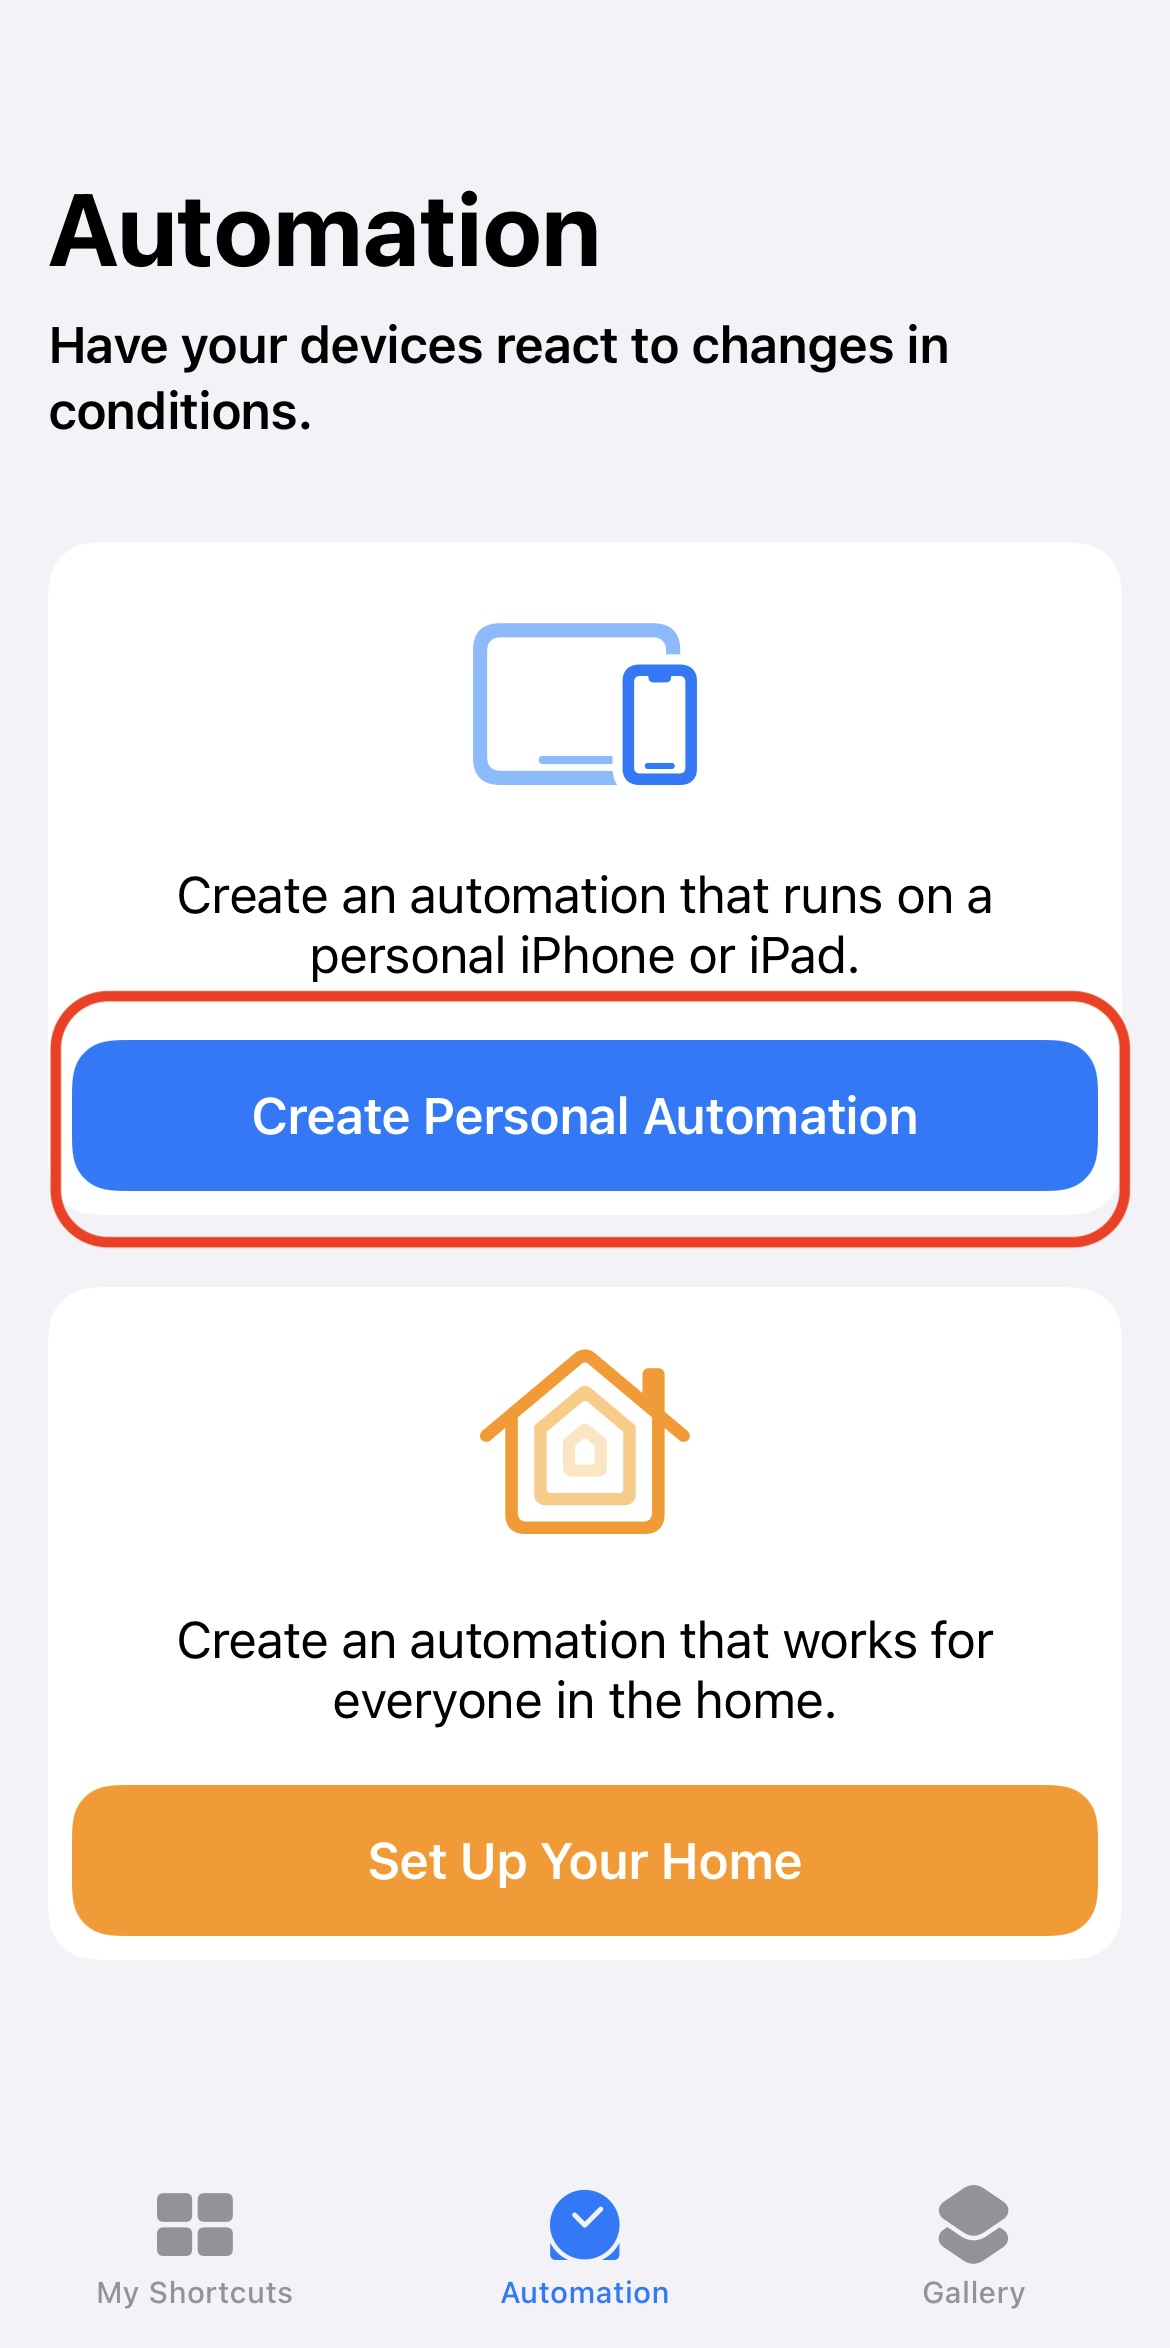 Automation
Have your devices react to changes in
conditions.
Create an automation that runs on a
personal iPhone or iPad.
Create Personal Automation
Create an automation that works for
everyone in the home.
Set Up Your Home
My Shortcuts
Automation
Gallery